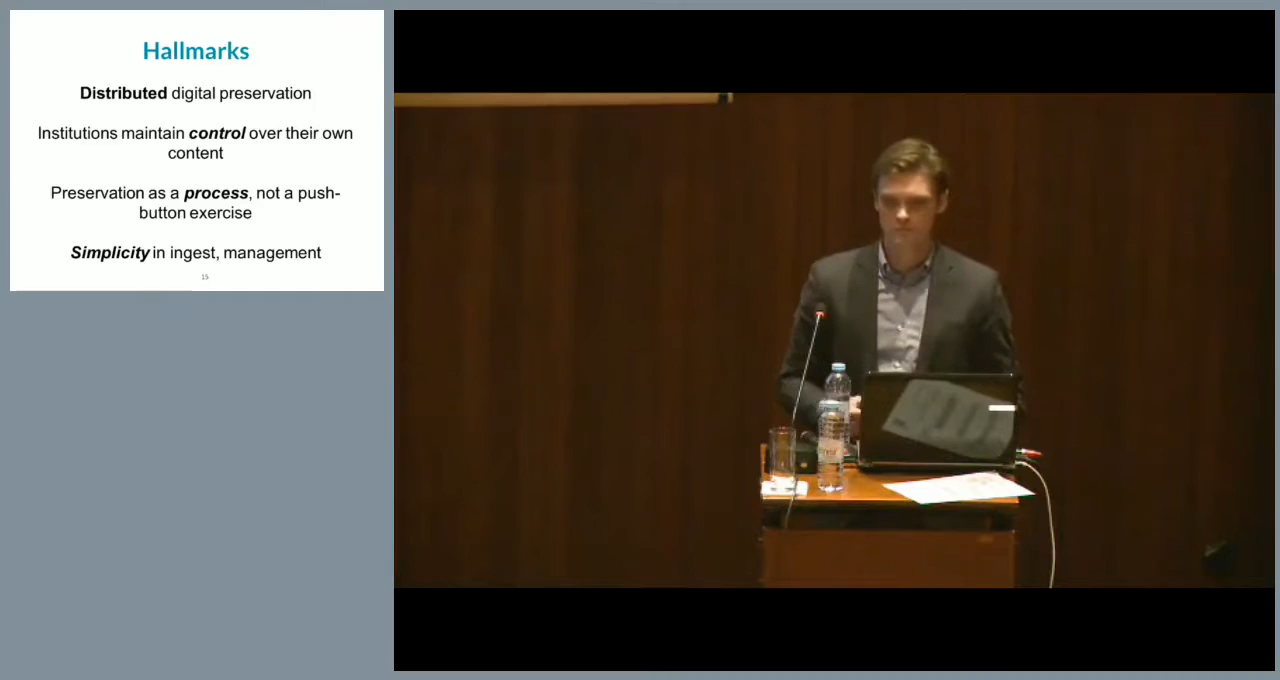 Hallmarks
Distributed digital preservation
Institutions maintain control over their own
content
Preservation as a process, not a push-
button exercise
Simplicity in ingest, management
15